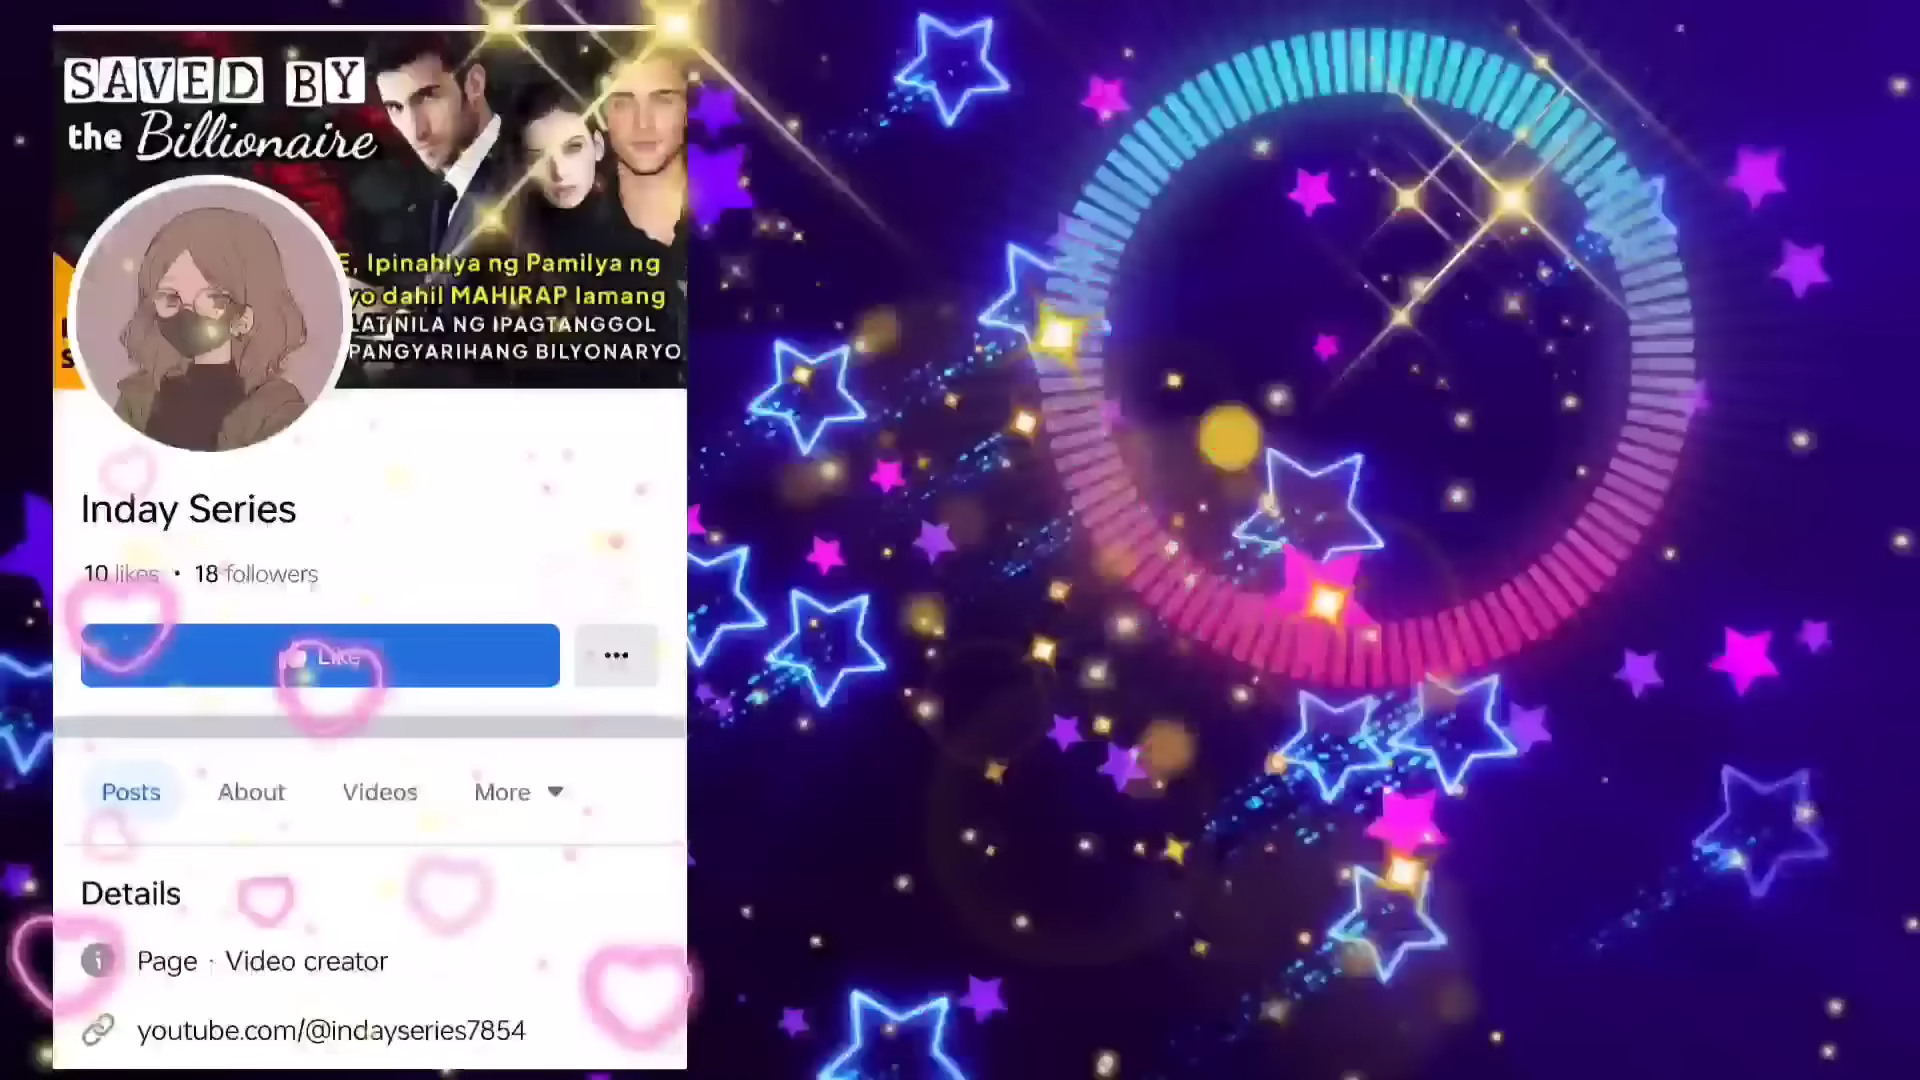 SAVED BY
the Billionaire
Ipinahiya ng Pamilya ng
dahil MAHIRAP lamang
NILA NG IPAGTANGGOL
PANGYARIHANG BILYONARYO
Inday Series
10 likes • 18 followers
Like
Posts About Videos More
Details
Page · Video creator
youtube.com/@indayseries7854